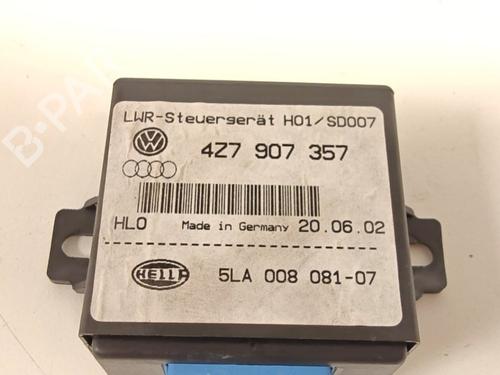 LWR-Steuergerät H01/SD007
4Z7 907 357
HLO Made in Germany 20.06.02
HELLA 5LA 008 081-07
B-PAR